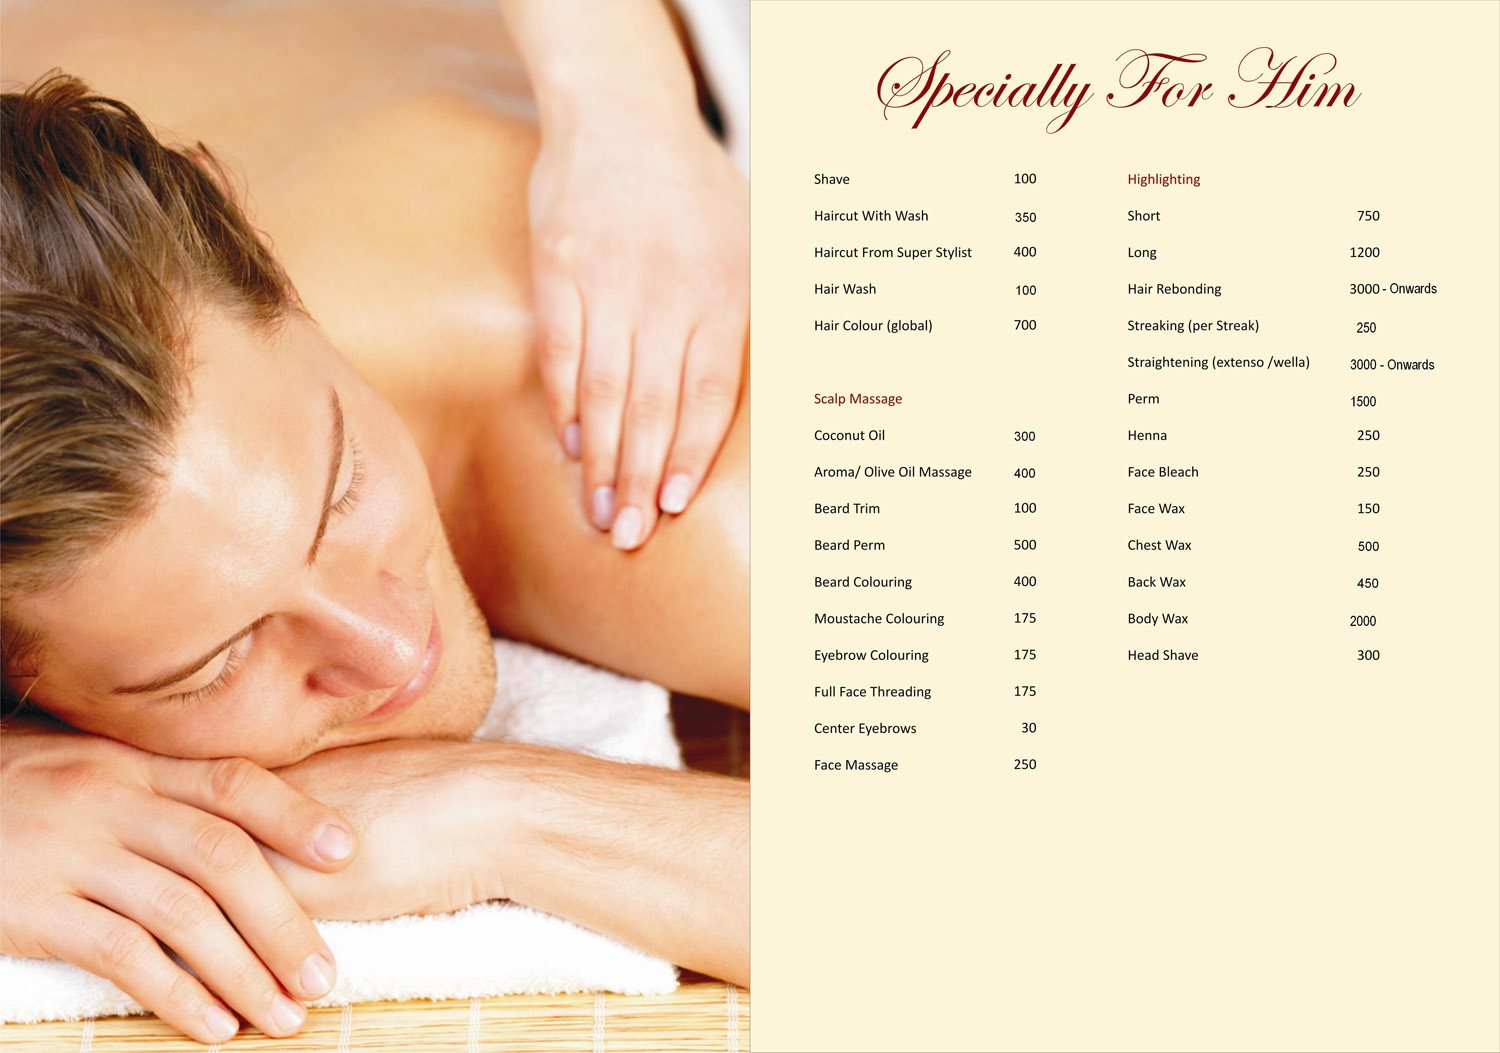 Specially For Him
Shave 100
Haircut With Wash 350
Haircut From Super Stylist 400
Hair Wash 100
Hair Colour (global) 700
Scalp Massage
Coconut Oil 300
Aroma/ Olive Oil Massage 400
Beard Trim 100
Beard Perm 500
Beard Colouring 400
Moustache Colouring 175
Eyebrow Colouring 175
Full Face Threading 175
Center Eyebrows 30
Face Massage 250
Highlighting
Short 750
Long 1200
Hair Rebonding 3000 - Onwards
Streaking (per Streak) 250
Straightening (extenso /wella) 3000 - Onwards
Perm 1500
Henna 250
Face Bleach 250
Face Wax 150
Chest Wax 500
Back Wax 450
Body Wax 2000
Head Shave 300